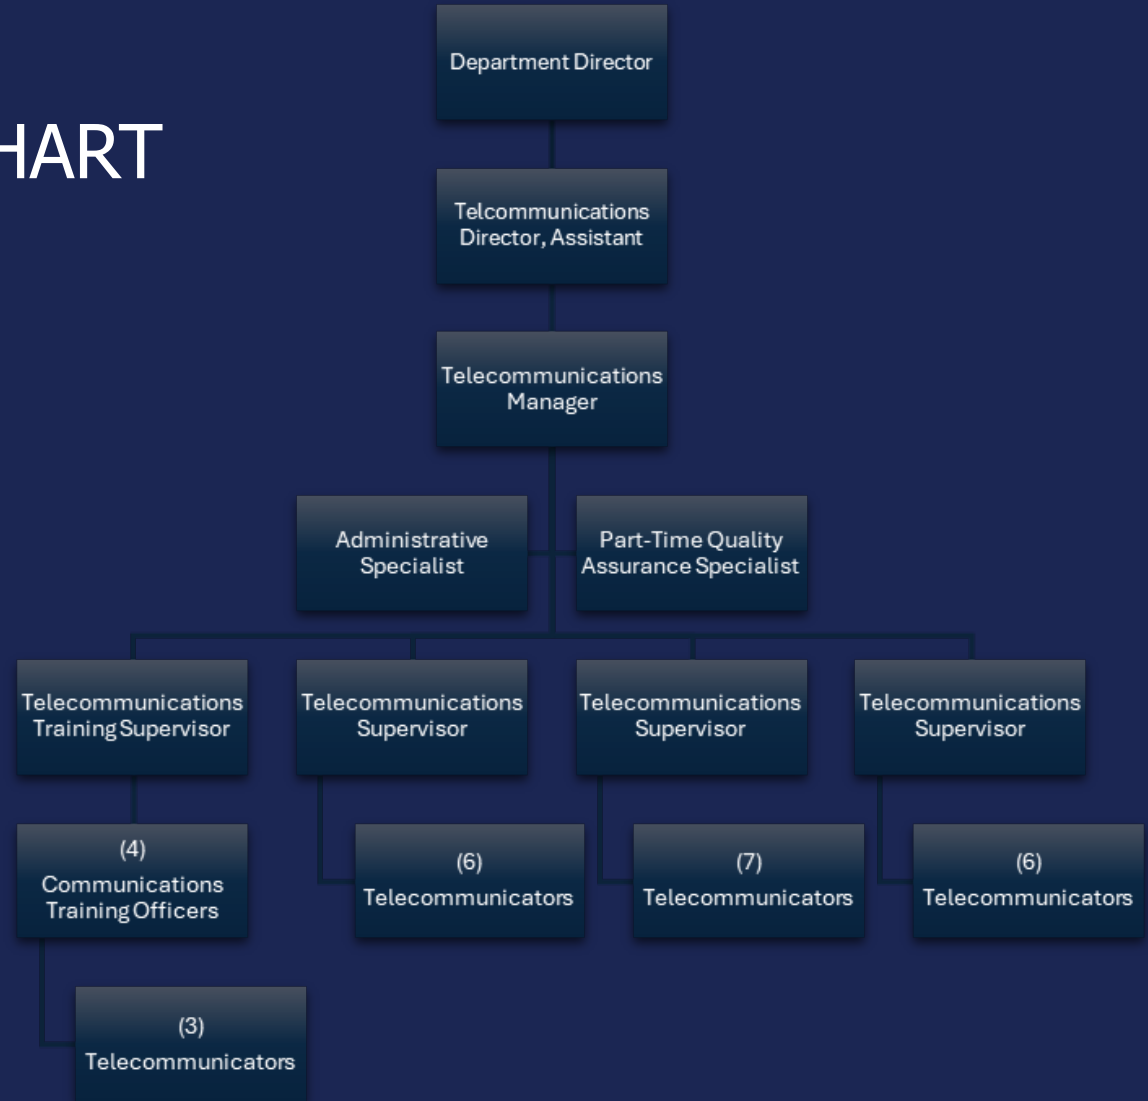 HART
Department Director
Telcommunications
Director, Assistant
Telecommunications
Manager
Administrative
Specialist
Part-Time Quality
Assurance Specialist
Telecommunications
Training Supervisor
Telecommunications
Supervisor
Telecommunications
Supervisor
Telecommunications
Supervisor
(4)
Communications
Training Officers
(6)
Telecommunicators
(7)
Telecommunicators
(6)
Telecommunicators
(3)
Telecommunicators